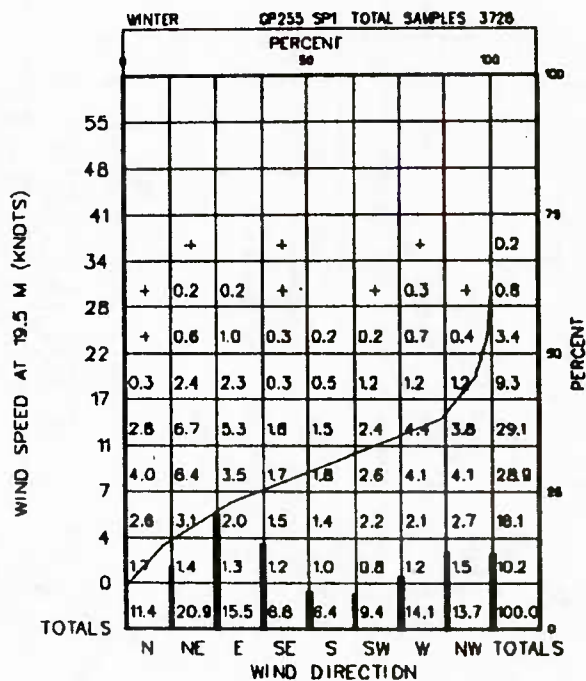 WINTER GP255 SP1 TOTAL SAMPLES 3726
PERCENT
0 50 100
100
55
48
41 75
+ + + 0.2
34
+ 0.2 0.2 + + 0.3 + 0.8
28
+ 0.6 1.0 0.3 0.2 0.2 0.7 0.4 3.4
22 50
0.3 2.4 2.3 0.3 0.5 1.2 1.2 1.2 9.3
17
2.8 6.7 5.3 1.6 1.5 2.4 4.4 3.8 29.1
11
4.0 6.4 3.5 1.7 1.8 2.6 4.1 4.1 28.9
7 25
2.6 3.1 2.0 1.5 1.4 2.2 2.1 2.7 18.1
4
1.7 1.4 1.3 1.2 1.0 0.8 1.2 1.5 10.2
0
11.4 20.9 15.5 6.8 6.4 9.4 14.1 13.7 100.0
TOTALS 0
N NE E SE S SW W NW TOTALS
WIND DIRECTION
WIND SPEED AT 19.5 M (KNOTS)
PERCENT